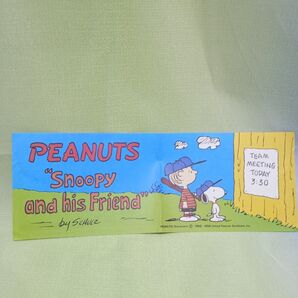 PEANUTS
"Snoopy
and his Friend"
by SCHULZ
TEAM
MEETING
TODAY
3:30